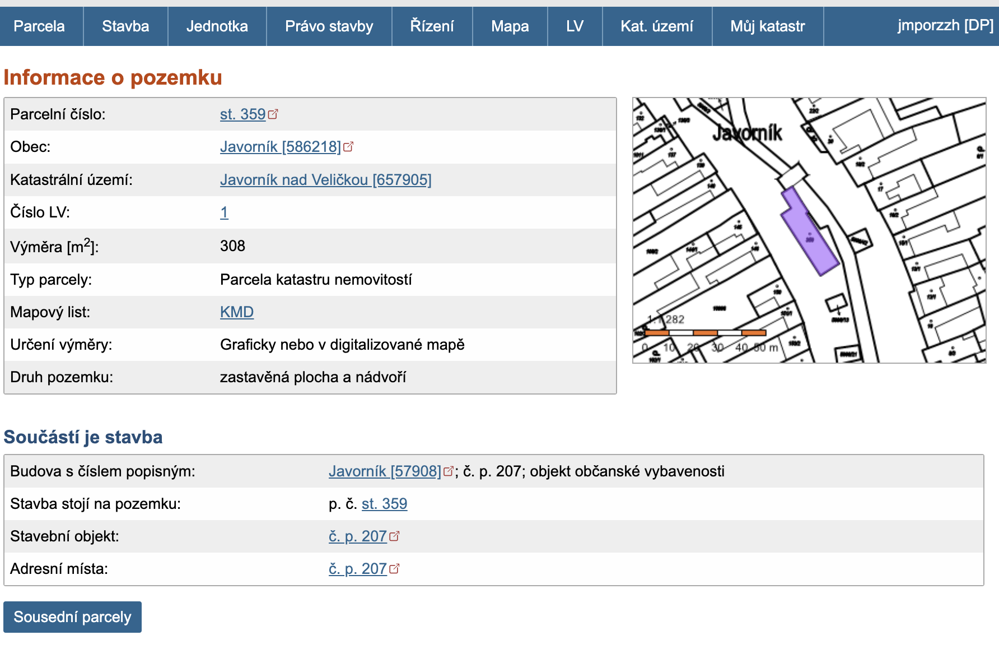 Parcela Stavba Jednotka Právo stavby Řízení Mapa LV Kat. území Můj katastr jmporzzh [DP]
Informace o pozemku
Parcelní číslo: st. 359
Obec: Javorník [586218]
Katastrální území: Javorník nad Veličkou [657905]
Číslo LV: 1
Výměra [m2]: 308
Typ parcely: Parcela katastru nemovitostí
Mapový list: KMD
Určení výměry: Graficky nebo v digitalizované mapě
Druh pozemku: zastavěná plocha a nádvoří
Javorník
0 10 20 30 40 50 m
Součástí je stavba
Budova s číslem popisným: Javorník [57908]; č. p. 207; objekt občanské vybavenosti
Stavba stojí na pozemku: p. č. st. 359
Stavební objekt: č. p. 207
Adresní místa: č. p. 207
Sousední parcely